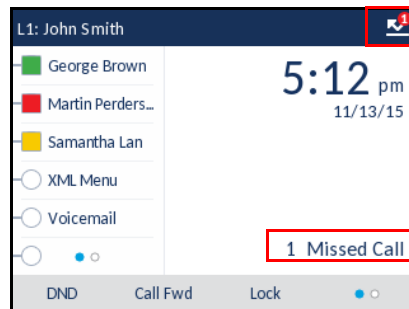 L1: John Smith
1
George Brown
Martin Perders...
Samantha Lan
XML Menu
Voicemail
5:12 pm
11/13/15
1 Missed Call
DND Call Fwd Lock